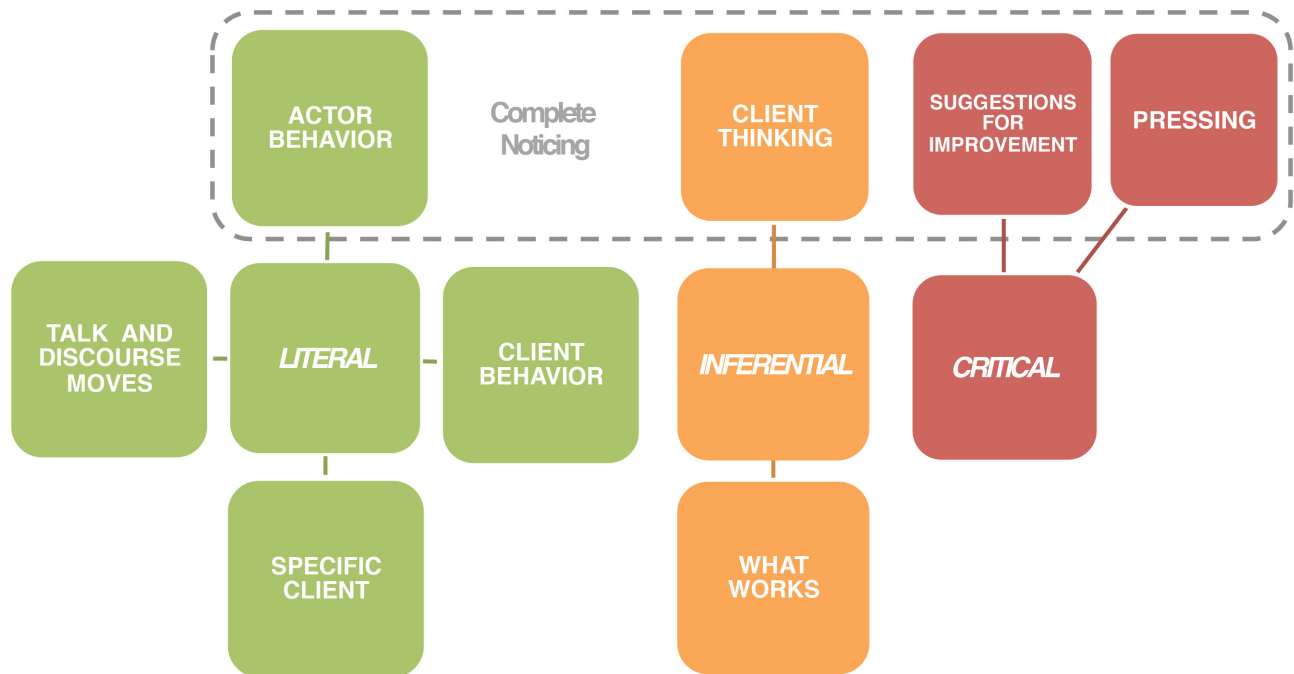 ACTOR
BEHAVIOR
Complete
Noticing
CLIENT
THINKING
SUGGESTIONS
FOR
IMPROVEMENT
PRESSING
TALK AND
DISCOURSE
MOVES
LITERAL
CLIENT
BEHAVIOR
INFERENTIAL
CRITICAL
SPECIFIC
CLIENT
WHAT
WORKS